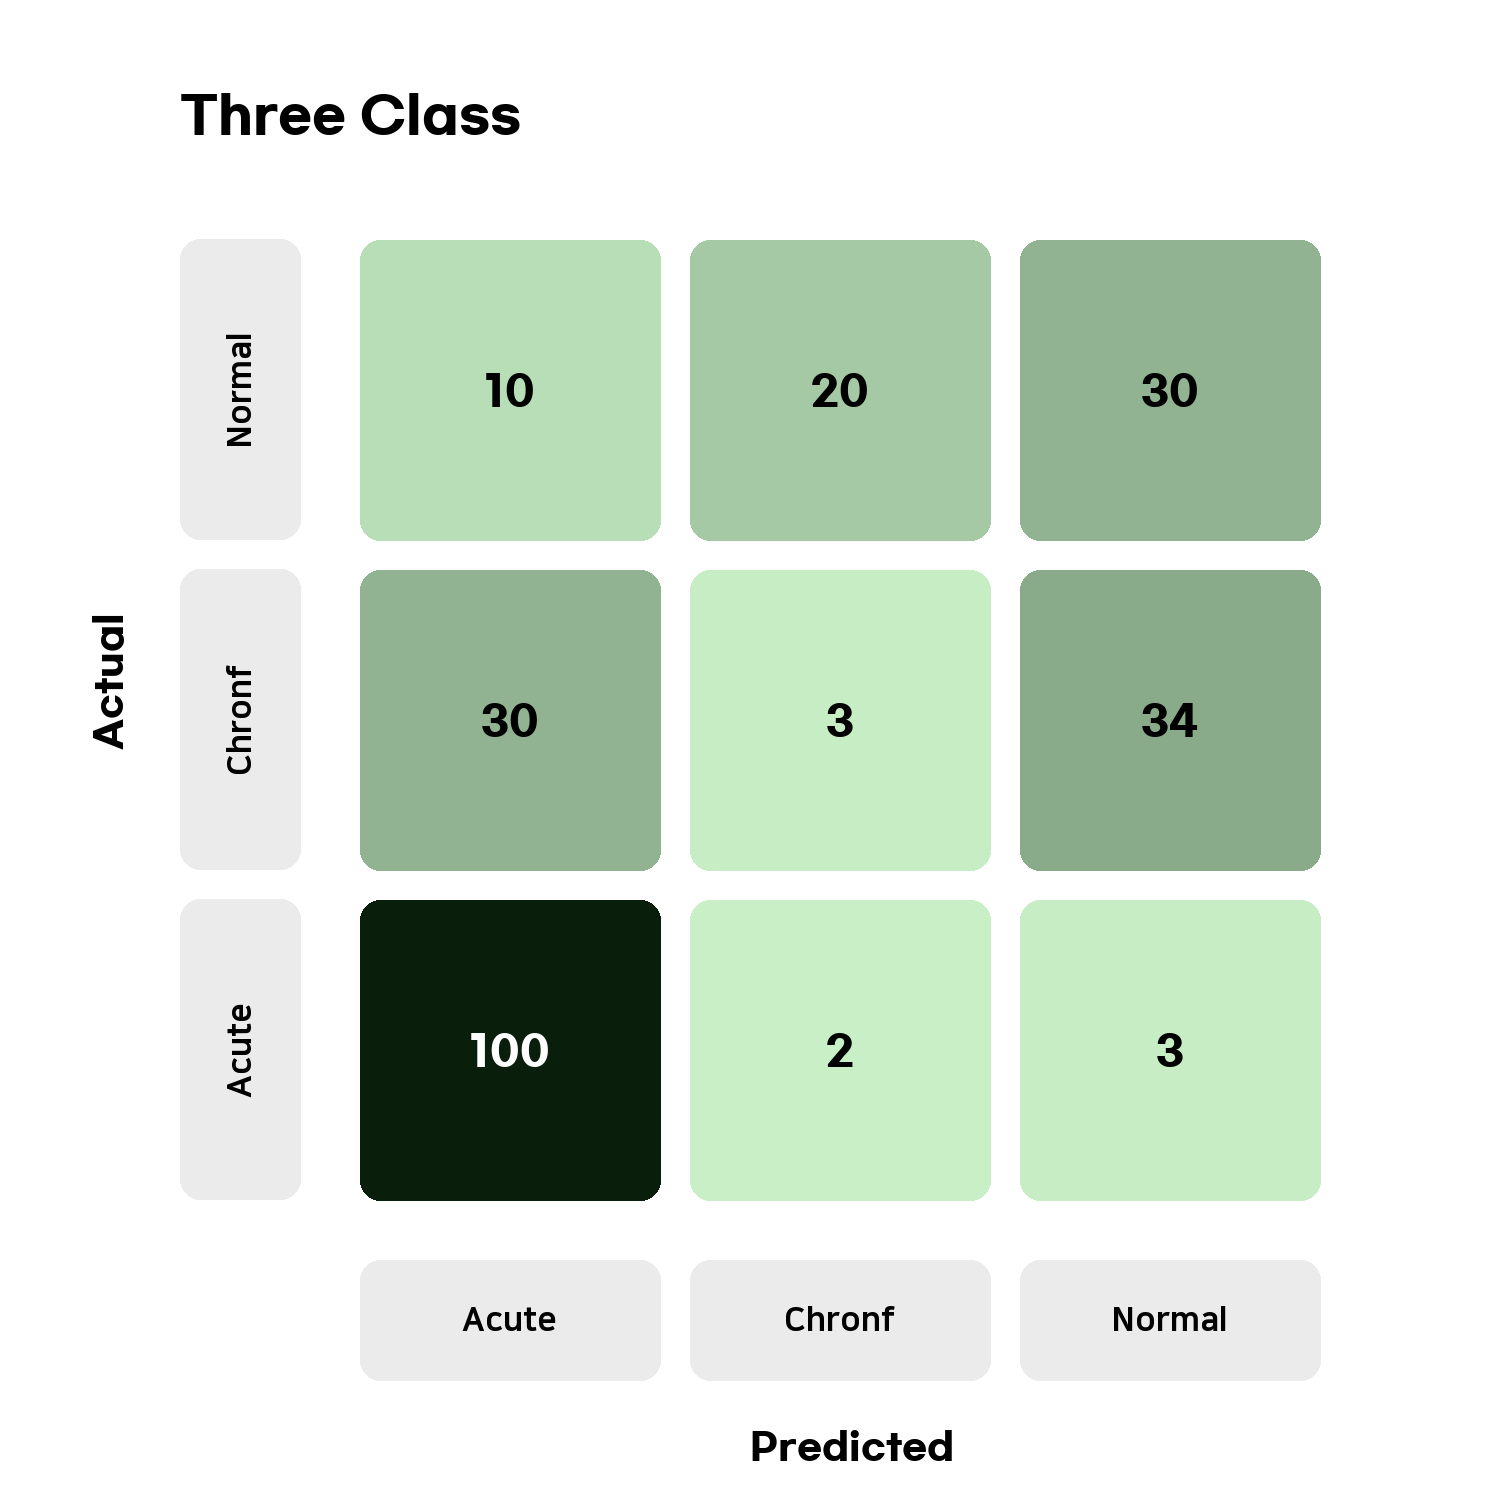 Three Class
Actual
Normal
10
20
30
Chronf
30
3
34
Acute
100
2
3
Acute
Chronf
Normal
Predicted